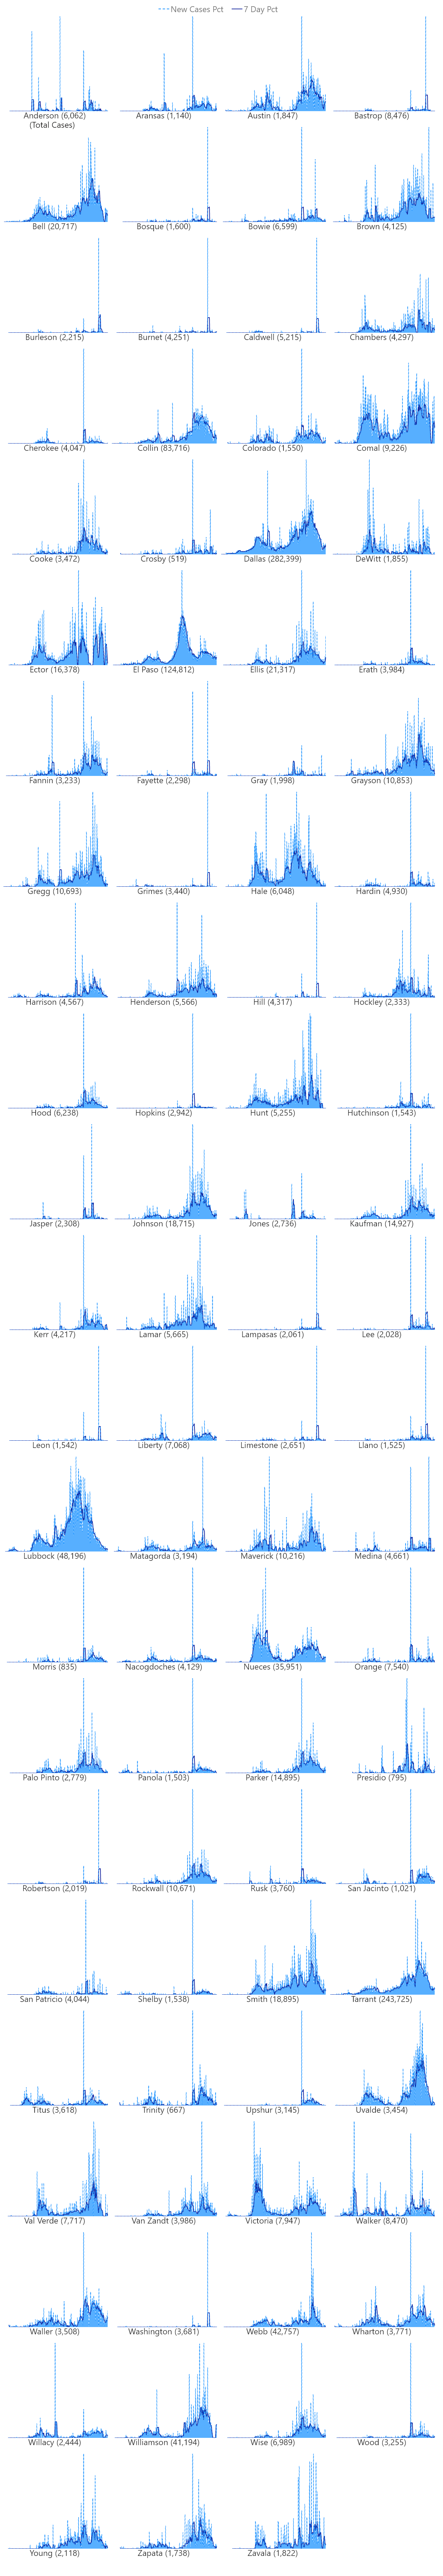 New Cases Pct 7 Day Pct
Anderson (6,062) Aransas (1,140) Austin (1,847) Bastrop (8,476)
(Total Cases)
Bell (20,717) Bosque (1,600) Bowie (6,599) Brown (4,125)
Burleson (2,215) Burnet (4,251) Caldwell (5,215) Chambers (4,297)
Cherokee (4,047) Collin (83,716) Colorado (1,550) Comal (9,226)
Cooke (3,472) Crosby (519) Dallas (282,399) DeWitt (1,855)
Ector (16,378) El Paso (124,812) Ellis (21,317) Erath (3,984)
Fannin (3,233) Fayette (2,298) Gray (1,998) Grayson (10,853)
Gregg (10,693) Grimes (3,440) Hale (6,048) Hardin (4,930)
Harrison (4,567) Henderson (5,566) Hill (4,317) Hockley (2,333)
Hood (6,238) Hopkins (2,942) Hunt (5,255) Hutchinson (1,543)
Jasper (2,308) Johnson (18,715) Jones (2,736) Kaufman (14,927)
Kerr (4,217) Lamar (5,665) Lampasas (2,061) Lee (2,028)
Leon (1,542) Liberty (7,068) Limestone (2,651) Llano (1,525)
Lubbock (48,196) Matagorda (3,194) Maverick (10,216) Medina (4,661)
Morris (835) Nacogdoches (4,129) Nueces (35,951) Orange (7,540)
Palo Pinto (2,779) Panola (1,503) Parker (14,895) Presidio (795)
Robertson (2,019) Rockwall (10,671) Rusk (3,760) San Jacinto (1,021)
San Patricio (4,044) Shelby (1,538) Smith (18,895) Tarrant (243,725)
Titus (3,618) Trinity (667) Upshur (3,145) Uvalde (3,454)
Val Verde (7,717) Van Zandt (3,986) Victoria (7,947) Walker (8,470)
Waller (3,508) Washington (3,681) Webb (42,757) Wharton (3,771)
Willacy (2,444) Williamson (41,194) Wise (6,989) Wood (3,255)
Young (2,118) Zapata (1,738) Zavala (1,822)